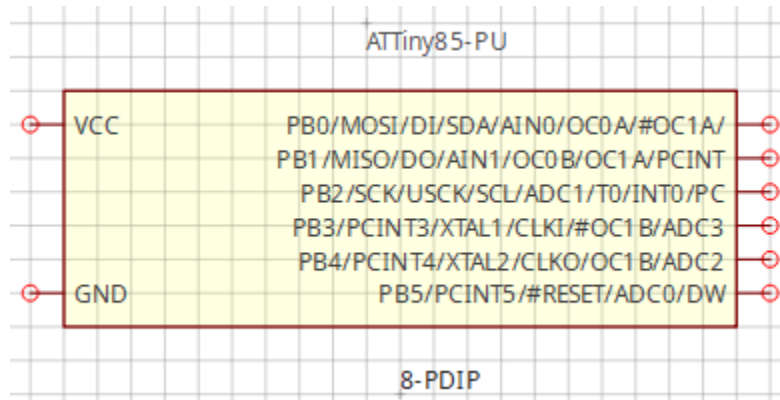 ATTiny85-PU
VCC PB0/MOSI/DI/SDA/AIN0/OC0A/#OC1A/
PB1/MISO/DO/AIN1/OC0B/OC1A/PCINT
PB2/SCK/USCK/SCL/ADC1/T0/INT0/PC
PB3/PCINT3/XTAL1/CLKI/#OC1B/ADC3
PB4/PCINT4/XTAL2/CLKO/OC1B/ADC2
GND PB5/PCINT5/#RESET/ADC0/DW
8-PDIP